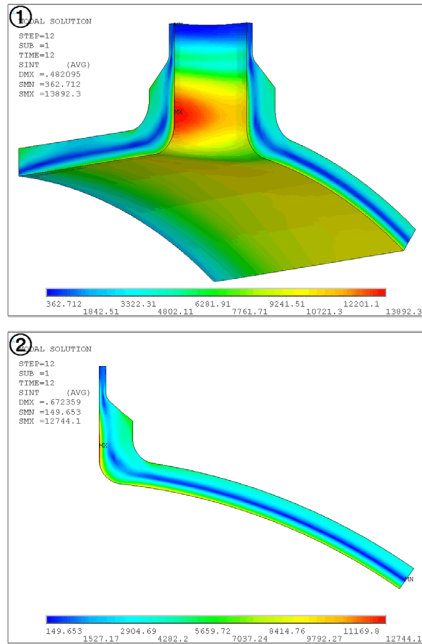 ①
NODAL SOLUTION
STEP=12
SUB =1
TIME=12
SINT (AVG)
DMX =.482095
SMN =362.712
SMX =13892.3
MX
362.712 3322.31 6281.91 9241.51 12201.1
1842.51 4802.11 7761.71 10721.3 13892.3
②
NODAL SOLUTION
STEP=12
SUB =1
TIME=12
SINT (AVG)
DMX =.672359
SMN =149.653
SMX =12744.1
MX
MN
149.653 2904.69 5659.72 8414.76 11169.8
1527.17 4282.2 7037.24 9792.27 12744.1